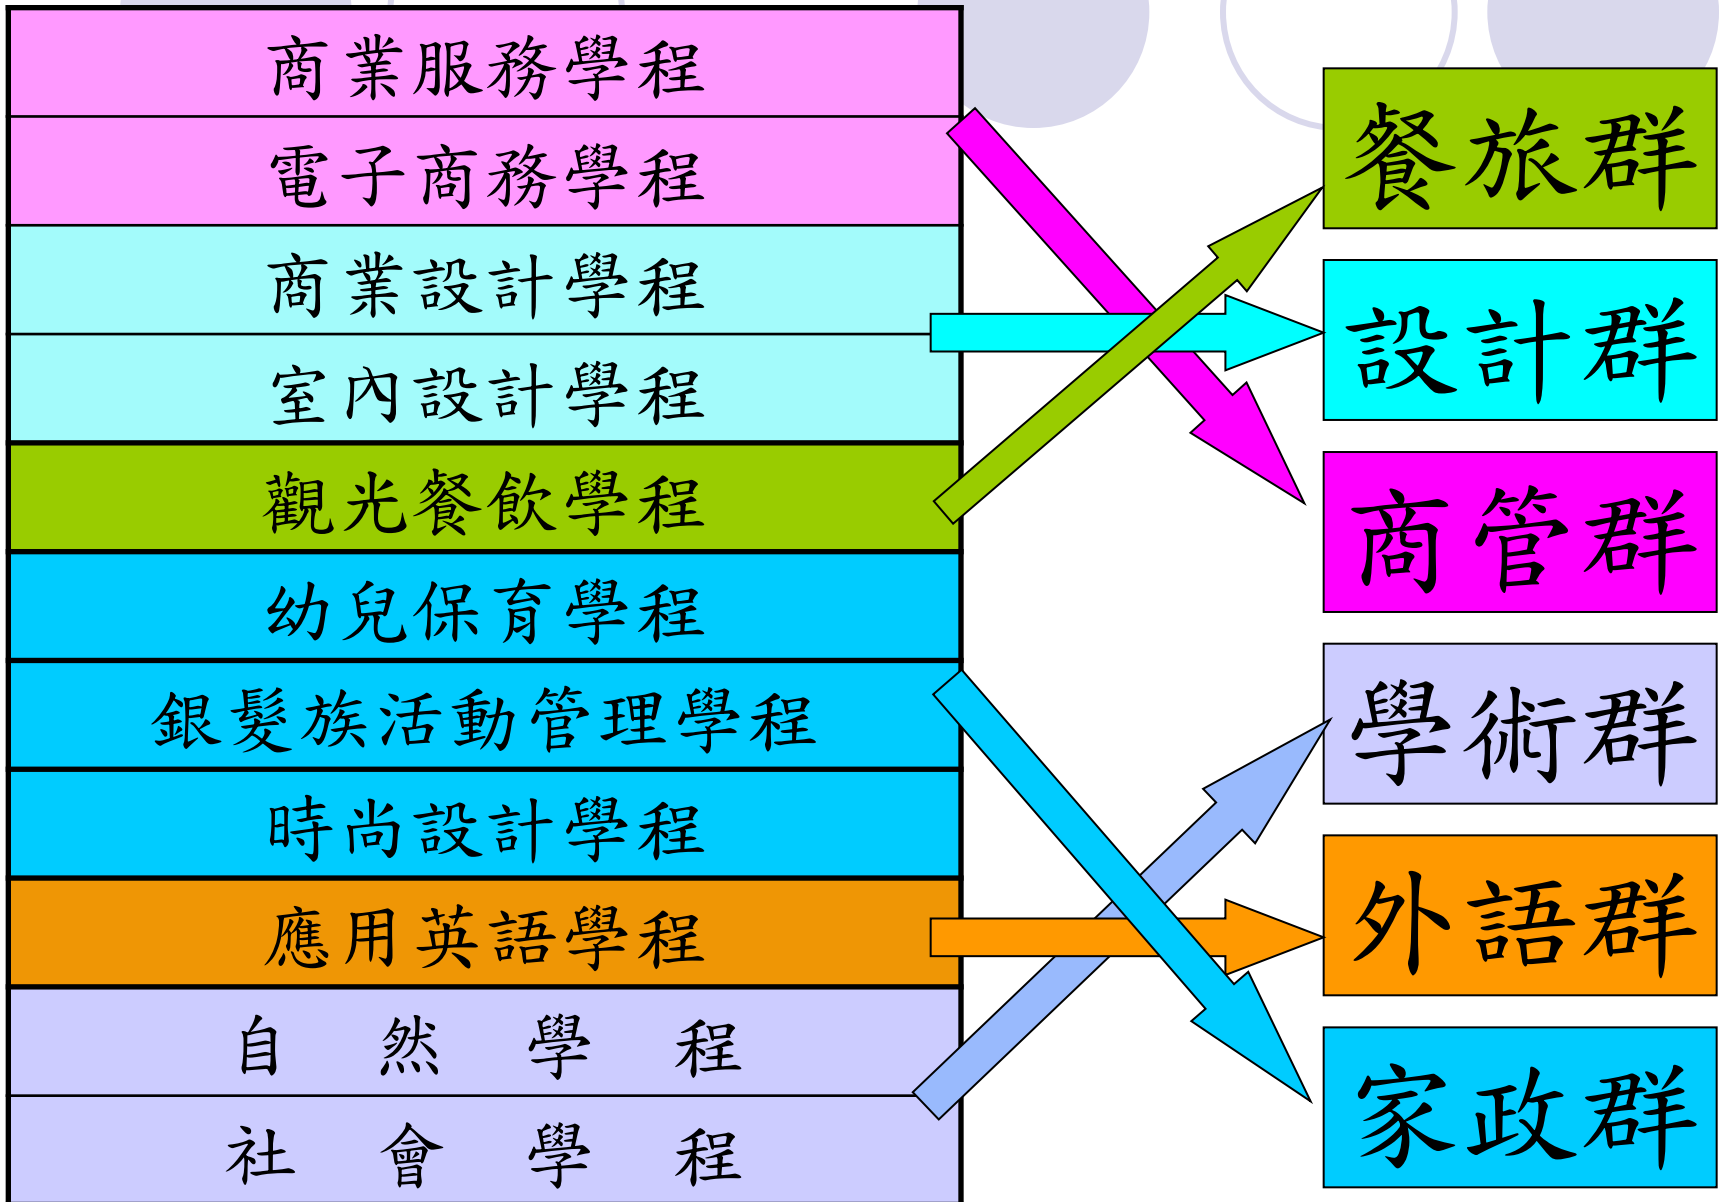 商業服務學程
電子商務學程
商業設計學程
室內設計學程
觀光餐飲學程
幼兒保育學程
銀髮族活動管理學程
時尚設計學程
應用英語學程
自然學程
社會學程
餐旅群
設計群
商管群
學術群
外語群
家政群